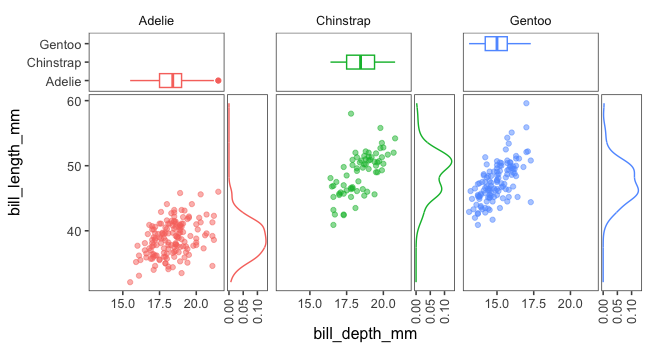 Adelie Chinstrap Gentoo
Gentoo
Chinstrap
Adelie
60
50
40
bill_length_mm
15.0 17.5 20.0 0.00 0.05 0.10 15.0 17.5 20.0 0.00 0.05 0.10 15.0 17.5 20.0 0.00 0.05 0.10
bill_depth_mm